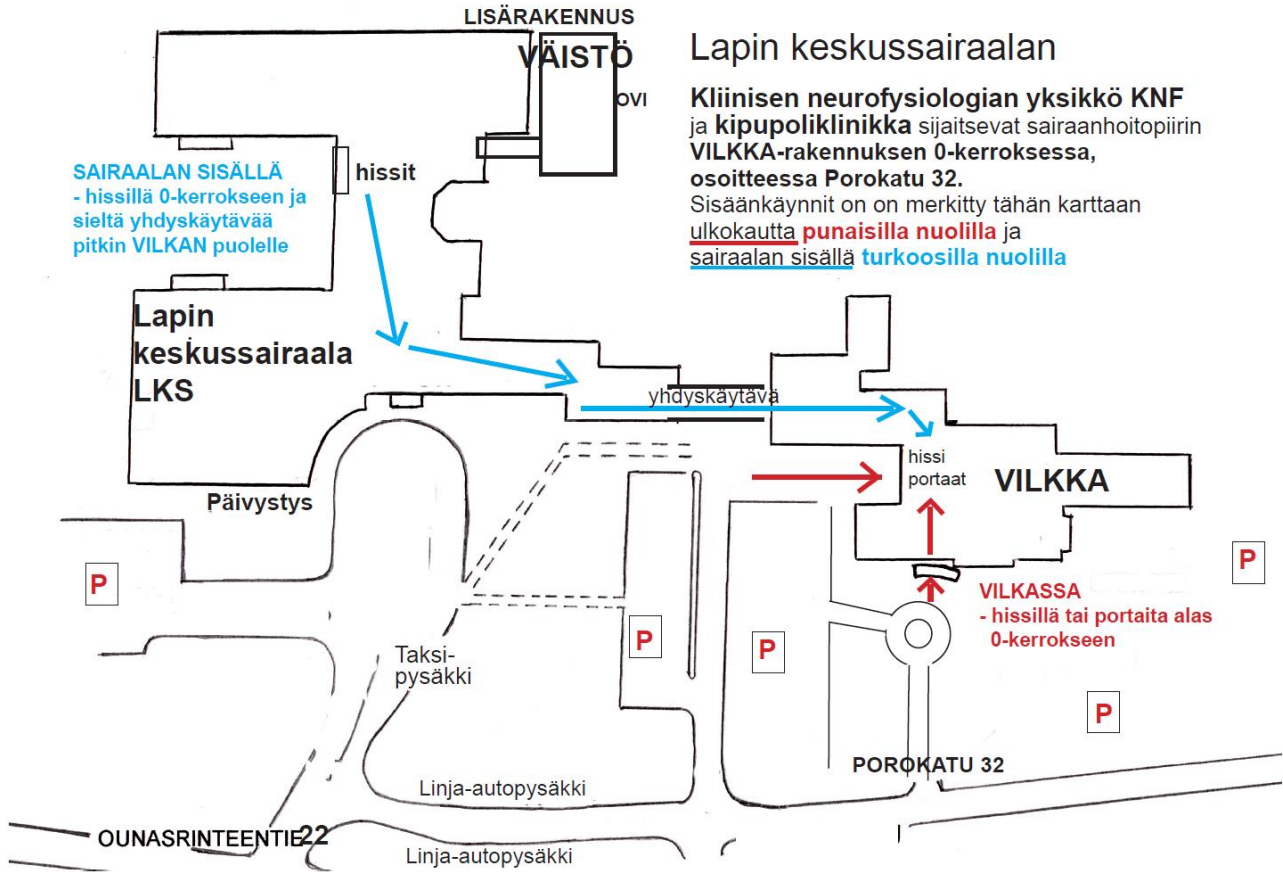 LISÄRAKENNUS
VÄISTÖ
OVI
Lapin keskussairaalan
Kliinisen neurofysiologian yksikkö KNF
ja kipupoliklinikka sijaitsevat sairaanhoitopiirin
VILKKA-rakennuksen 0-kerroksessa,
osoitteessa Porokatu 32.
Sisäänkäynnit on on merkitty tähän karttaan
ulkokautta punaisilla nuolilla ja
sairaalan sisällä turkoosilla nuolilla
SAIRAALAN SISÄLLÄ
- hissillä 0-kerrokseen ja
sieltä yhdyskäytävää
pitkin VILKAN puolelle
hissit
Lapin
keskussairaala
LKS
yhdyskäytävä
hissi
portaat
VILKKA
Päivystys
P
P
P
P
P
VILKASSA
- hissillä tai portaita alas
0-kerrokseen
Taksi-
pysäkki
POROKATU 32
Linja-autopysäkki
OUNASRINTEENTIE 22
Linja-autopysäkki